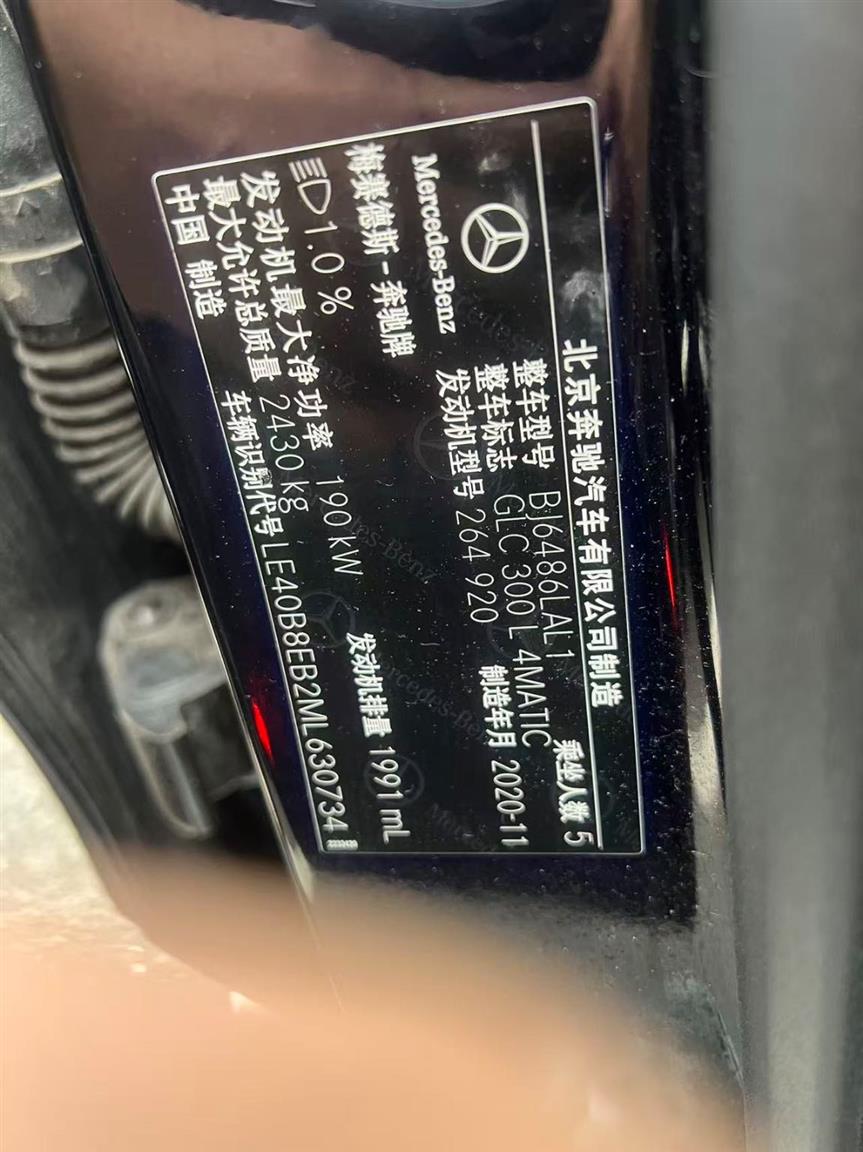 北京奔驰汽车有限公司制造
整车型号 BJ6486LAL1 乘坐人数 5
整车标志 GLC 300 L 4MATIC
发动机型号 264 920 制造年月 2020-11
Mercedes-Benz
梅赛德斯-奔驰牌
1.0 %
发动机最大净功率 190 kW 发动机排量 1991 mL
最大允许总质量 2430 kg
中国 制造 车辆识别代号 LE40B8EB2ML630734